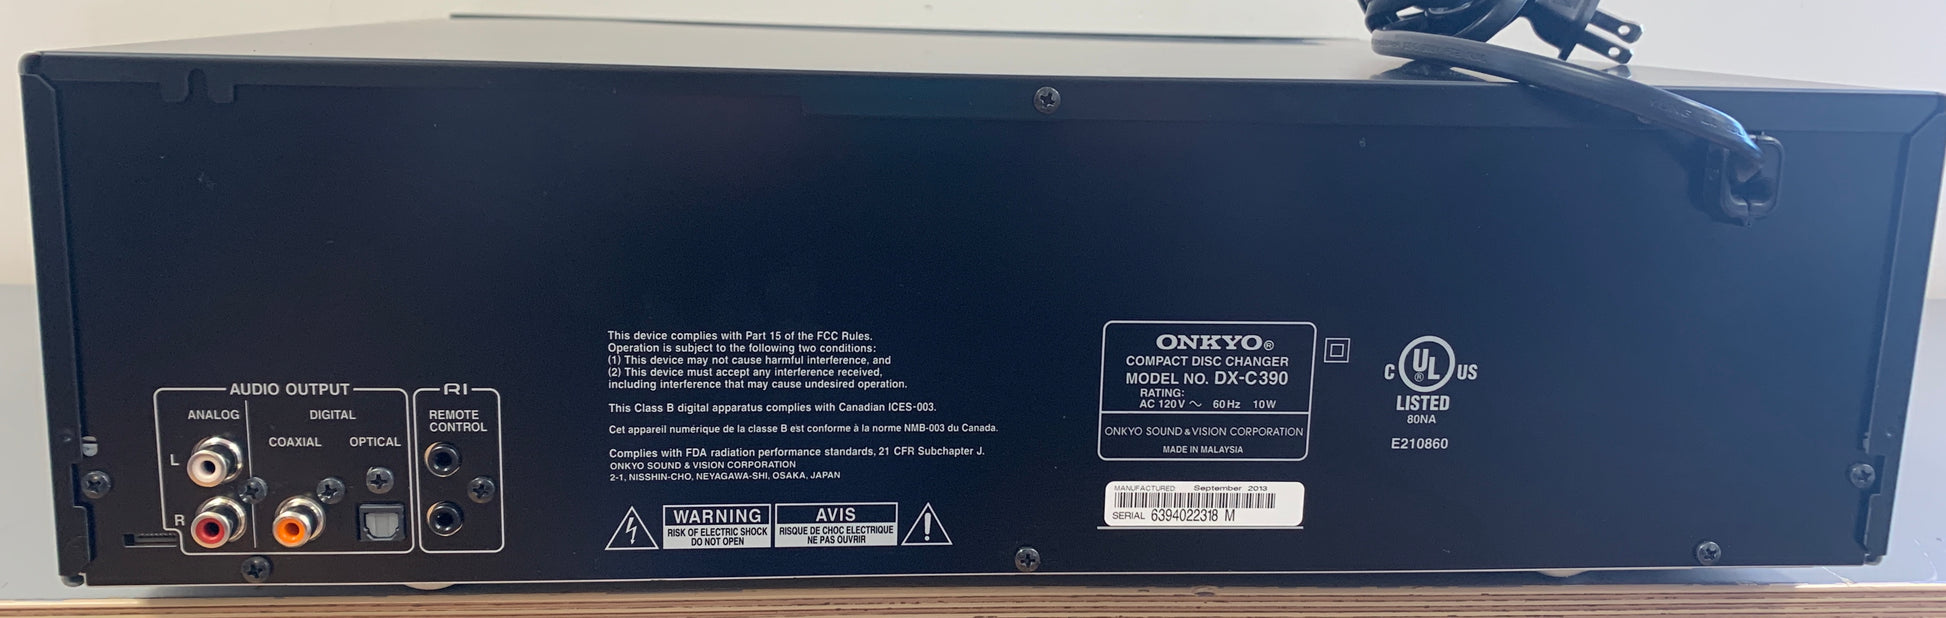 AUDIO OUTPUT
ANALOG
DIGITAL
COAXIAL
OPTICAL
L
R
RI
REMOTE
CONTROL
This device complies with Part 15 of the FCC Rules.
Operation is subject to the following two conditions:
(1) This device may not cause harmful interference, and
(2) This device must accept any interference received,
including interference that may cause undesired operation.
This Class B digital apparatus complies with Canadian ICES-003.
Cet appareil numérique de la classe B est conforme à la norme NMB-003 du Canada.
Complies with FDA radiation performance standards, 21 CFR Subchapter J.
ONKYO SOUND & VISION CORPORATION
2-1, NISSHIN-CHO, NEYAGAWA-SHI, OSAKA, JAPAN
WARNING
RISK OF ELECTRIC SHOCK
DO NOT OPEN
AVIS
RISQUE DE CHOC ELECTRIQUE
NE PAS OUVRIR
ONKYO®
COMPACT DISC CHANGER
MODEL NO. DX-C390
RATING:
AC 120V ~ 60Hz 10W
ONKYO SOUND & VISION CORPORATION
MADE IN MALAYSIA
MANUFACTURED: September 2013
SERIAL 6394022318 M
C UL® US
LISTED
80NA
E210860